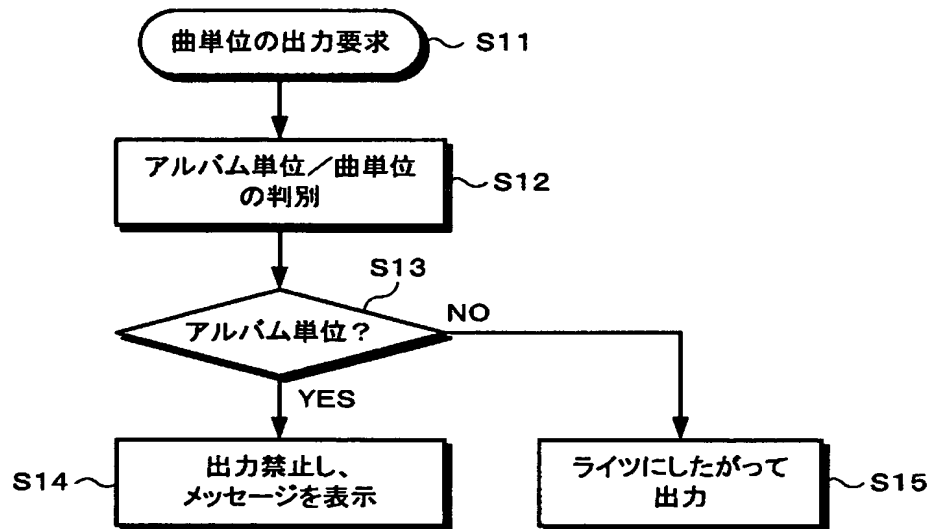 曲単位の出力要求
S11
アルバム単位／曲単位
の判別
S12
S13
アルバム単位？
NO
YES
S14
出力禁止し、
メッセージを表示
ライツにしたがって
出力
S15